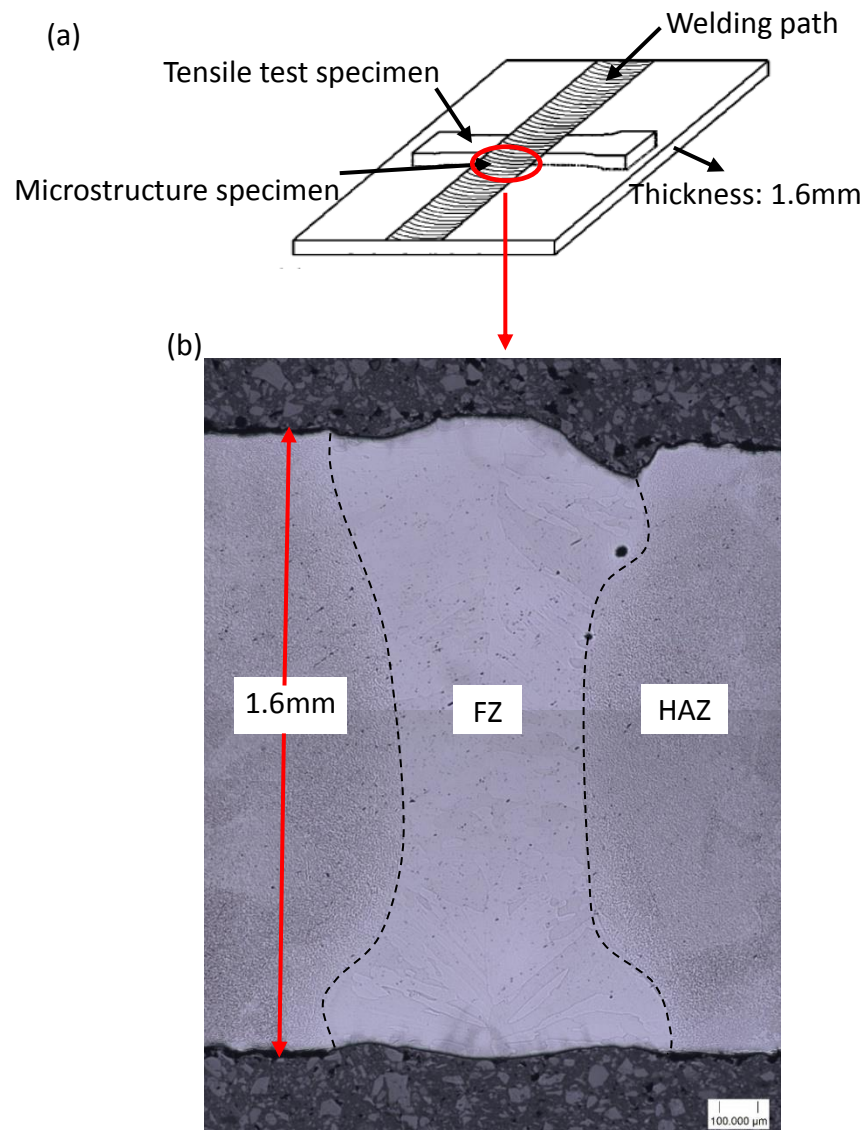 (a)
Welding path
Tensile test specimen
Microstructure specimen
Thickness: 1.6mm
(b)
1.6mm
FZ
HAZ
100.000 µm